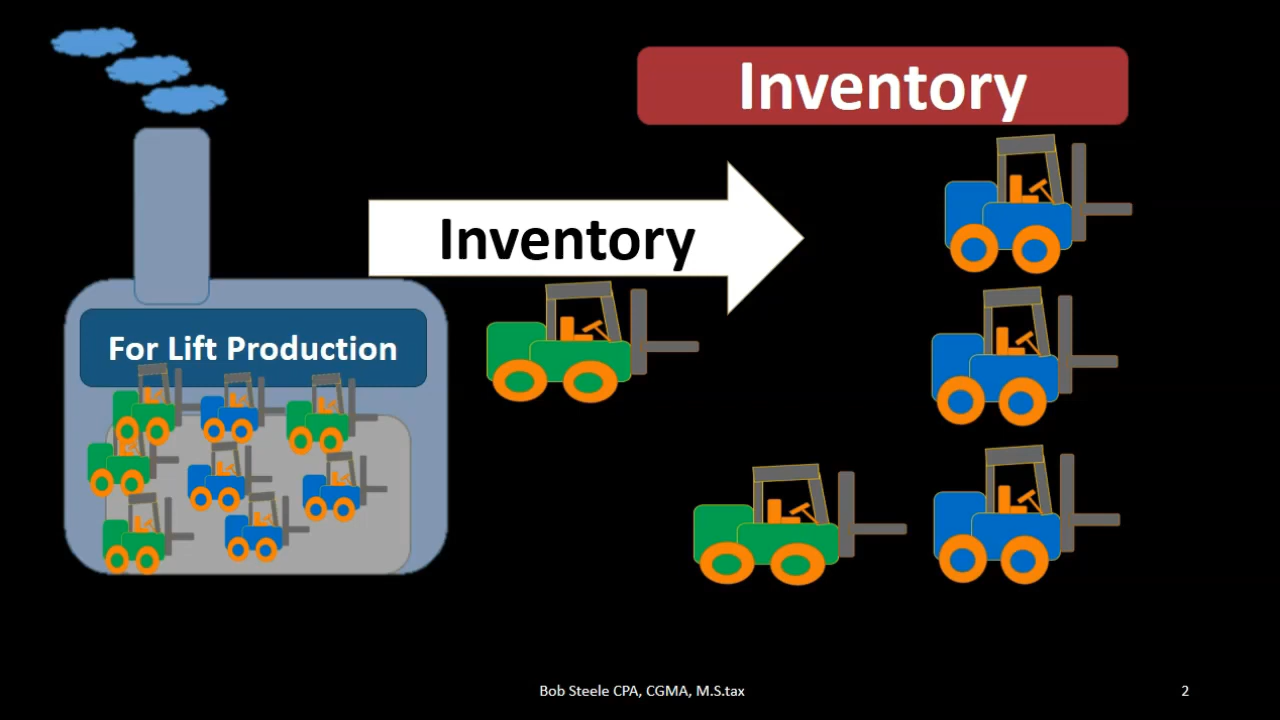 Inventory
Inventory
For Lift Production
Bob Steele CPA, CGMA, M.S.tax
2